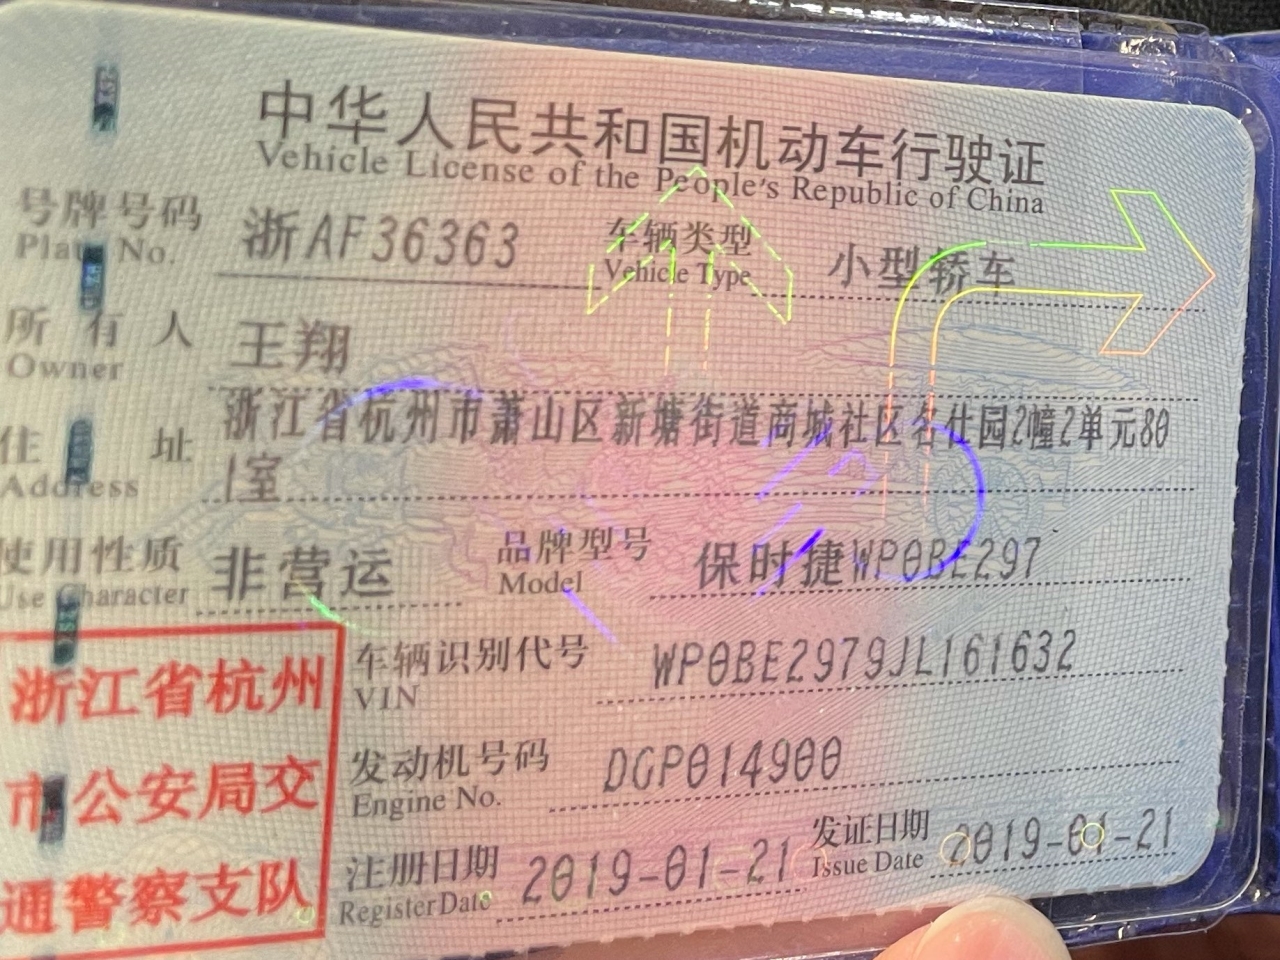 中华人民共和国机动车行驶证
Vehicle License of the People's Republic of China
号牌号码 浙AF36363 车辆类型 小型轿车
Plate No. Vehicle Type
所有人 王翔
Owner
住址 浙江省杭州市萧山区新塘街道商城社区名仕园2幢2单元80
Address 1室
使用性质 非营运 品牌型号 保时捷WP0BE297
Use Character Model
浙江省杭州
市公安局交
通警察支队
车辆识别代号 WP0BE2979JL161632
VIN
发动机号码 DGP014900
Engine No.
注册日期 2019-01-21 发证日期 2019-01-21
Register Date Issue Date